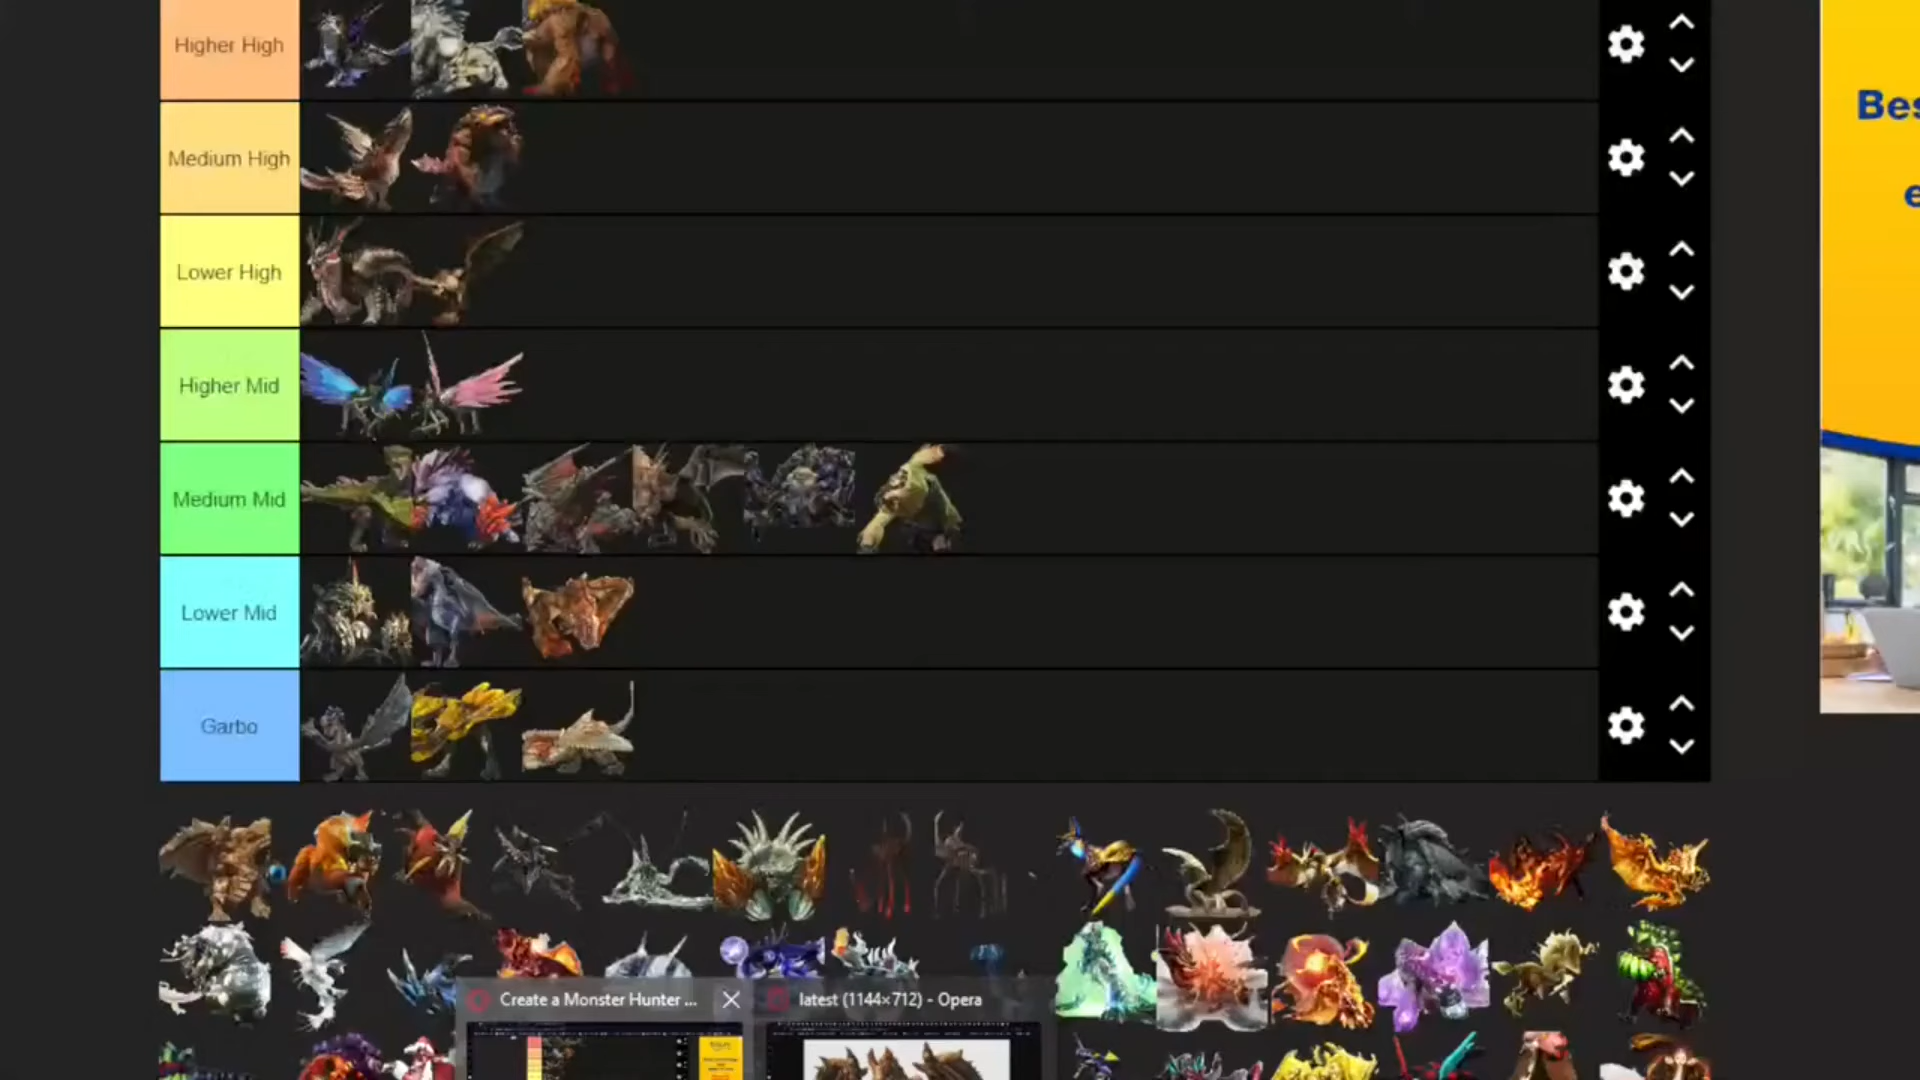 Higher High
Medium High
Lower High
Higher Mid
Medium Mid
Lower Mid
Garbo
Create a Monster Hunter ...
latest (1144×712) - Opera